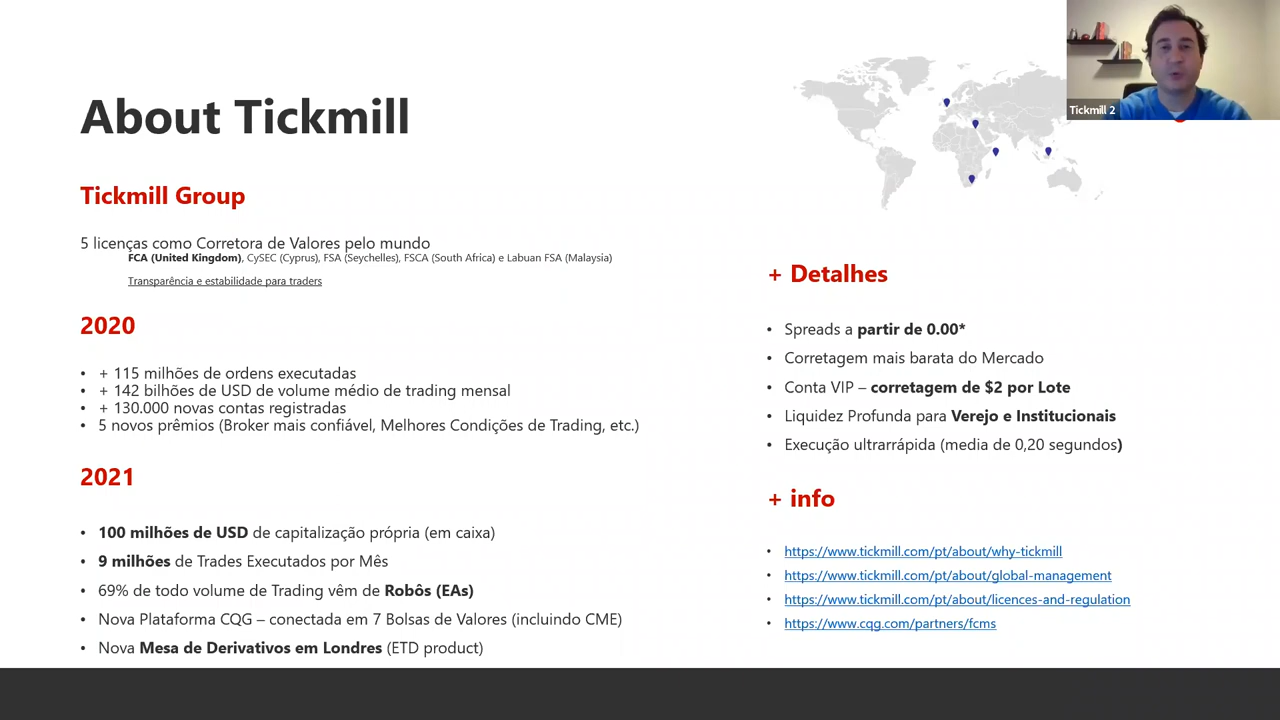 About Tickmill
Tickmill Group
5 licenças como Corretora de Valores pelo mundo
FCA (United Kingdom), CySEC (Cyprus), FSA (Seychelles), FSCA (South Africa) e Labuan FSA (Malaysia)
Transparência e estabilidade para traders
2020
• + 115 milhões de ordens executadas
• + 142 bilhões de USD de volume médio de trading mensal
• + 130.000 novas contas registradas
• 5 novos prêmios (Broker mais confiável, Melhores Condições de Trading, etc.)
2021
• 100 milhões de USD de capitalização própria (em caixa)
• 9 milhões de Trades Executados por Mês
• 69% de todo volume de Trading vêm de Robôs (EAs)
• Nova Plataforma CQG – conectada em 7 Bolsas de Valores (incluindo CME)
• Nova Mesa de Derivativos em Londres (ETD product)
Tickmill 2
+ Detalhes
• Spreads a partir de 0.00*
• Corretagem mais barata do Mercado
• Conta VIP – corretagem de $2 por Lote
• Liquidez Profunda para Verejo e Institucionais
• Execução ultrarrápida (media de 0,20 segundos)
+ info
• https://www.tickmill.com/pt/about/why-tickmill
• https://www.tickmill.com/pt/about/global-management
• https://www.tickmill.com/pt/about/licences-and-regulation
• https://www.cqg.com/partners/fcms